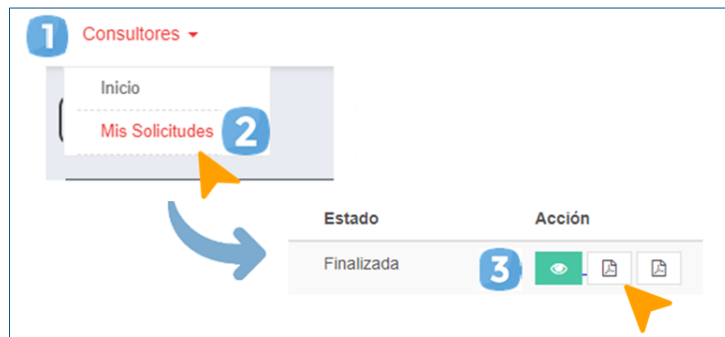 1 Consultores
Inicio
Mis Solicitudes 2
Estado Acción
Finalizada 3